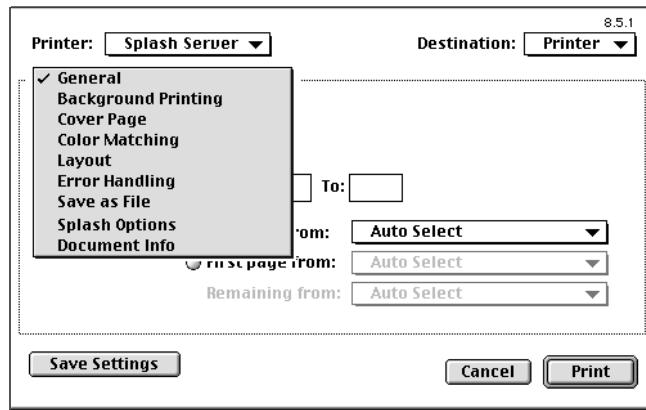 8.5.1
Printer: Splash Server Destination: Printer
General
Background Printing
Cover Page
Color Matching
Layout
Error Handling
To:
Save as File
Splash Options
rom: Auto Select
Document Info
First page from: Auto Select
Remaining from: Auto Select
Save Settings Cancel Print